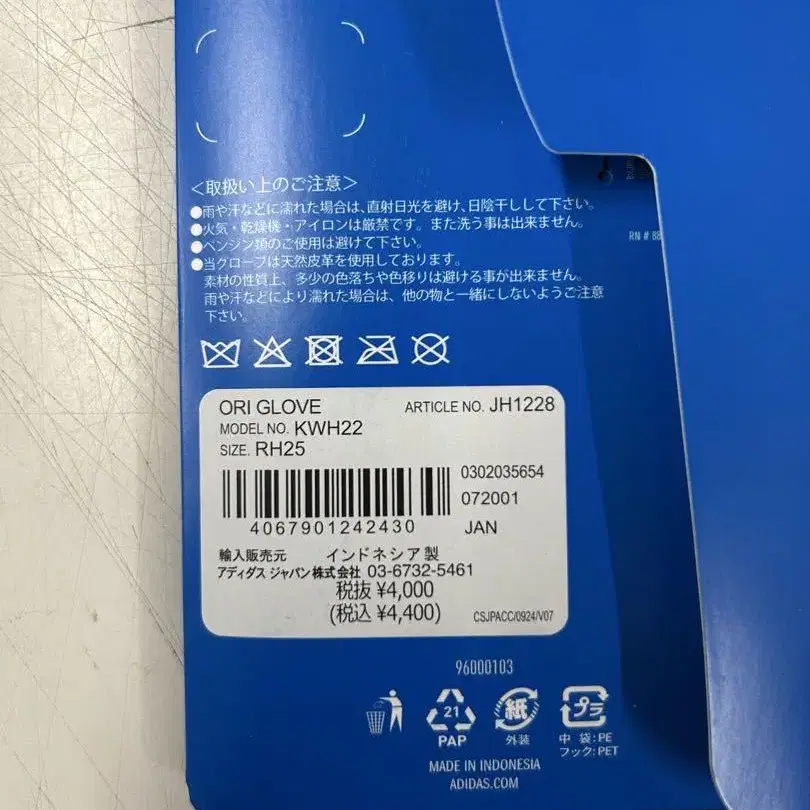 <取扱い上のご注意>
●雨や汗などに濡れた場合は、直射日光を避け、日陰干しして下さい。
●火気・乾燥機・アイロンは厳禁です。また洗う事は出来ません。
●ベンジン類のご使用は避けて下さい。
●当グローブは天然皮革を使用しております。
素材の性質上、多少の色落ちや色移りは避ける事が出来ません。
雨や汗などにより濡れた場合は、他の物と一緒にしないようご注意
下さい。
RN # 88
ORI GLOVE ARTICLE NO. JH1228
MODEL NO. KWH22
SIZE. RH25
0302035654
072001
4067901242430 JAN
輸入販売元 インドネシア製
アディダス ジャパン株式会社 03-6732-5461
税抜 ¥4,000
(税込 ¥4,400)
CSJPACC/0924/V07
96000103
21
PAP
紙
外装
プラ
中 袋:PE
フック:PET
MADE IN INDONESIA
ADIDAS.COM